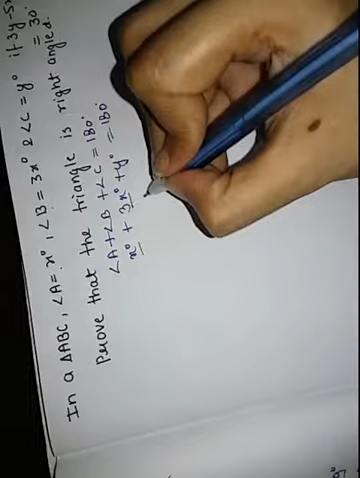 In a ΔABC, ∠A = x°, ∠B = 3x° & ∠C = y° if 3y-5x
= 30
Prove that the triangle is right angled.
∠A+∠B +∠C = 180°
x° + 3x° + y° = 180°